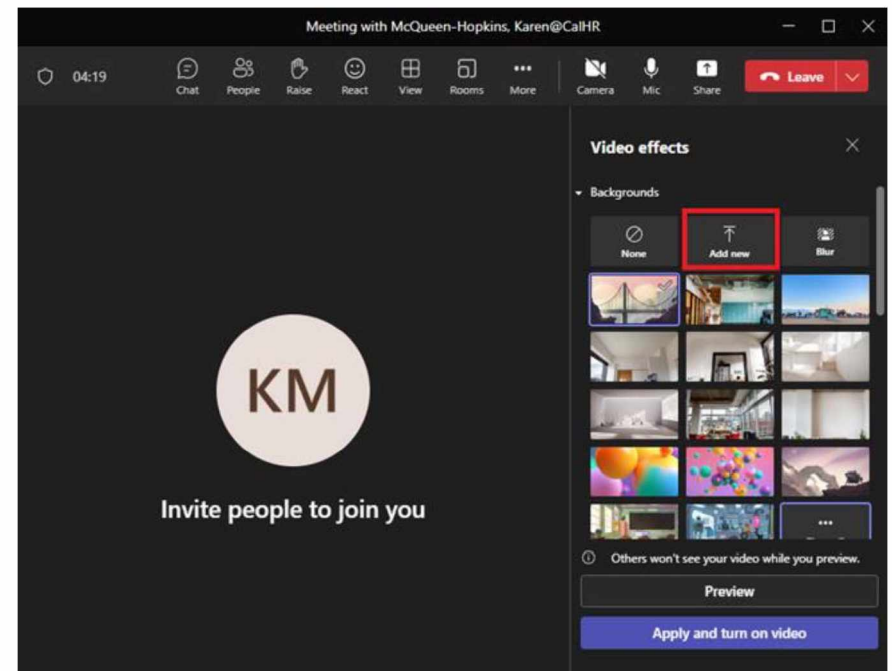 Meeting with McQueen-Hopkins, Karen@CalHR
04:19
Chat People Raise React View Rooms More Camera Mic Share Leave
Video effects
Backgrounds
None Add new Blur
KM
Invite people to join you
Others won't see your video while you preview.
Preview
Apply and turn on video